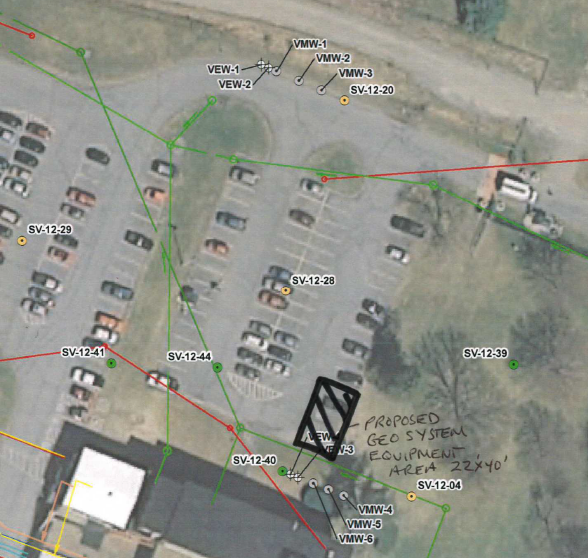 VMW-1
VMW-2
VEW-1
VEW-2
VMW-3
SV-12-20
SV-12-29
SV-12-28
SV-12-41
SV-12-44
SV-12-39
PROPOSED
GEO SYSTEM
EQUIPMENT
AREA 22'X40'
SV-12-40
SV-12-04
VMW-4
VMW-5
VMW-6